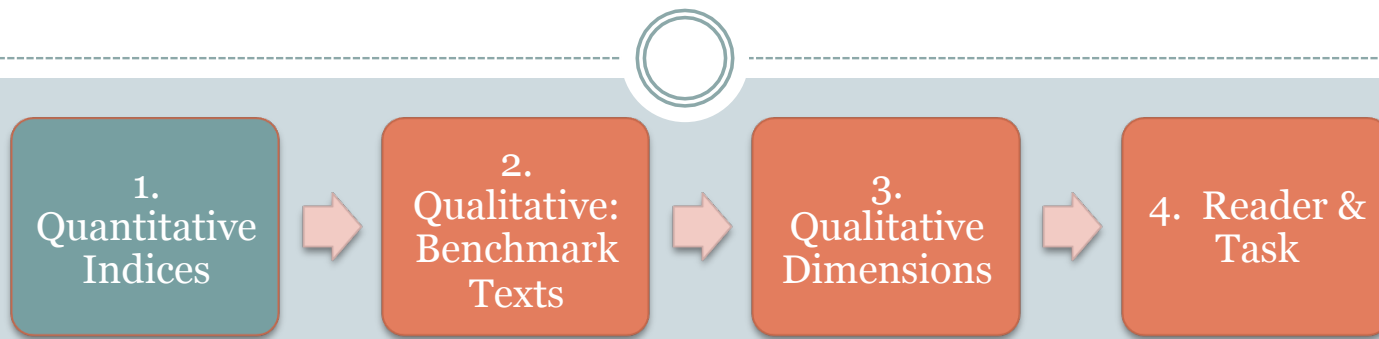 1.
Quantitative
Indices
2.
Qualitative:
Benchmark
Texts
3.
Qualitative
Dimensions
4. Reader &
Task